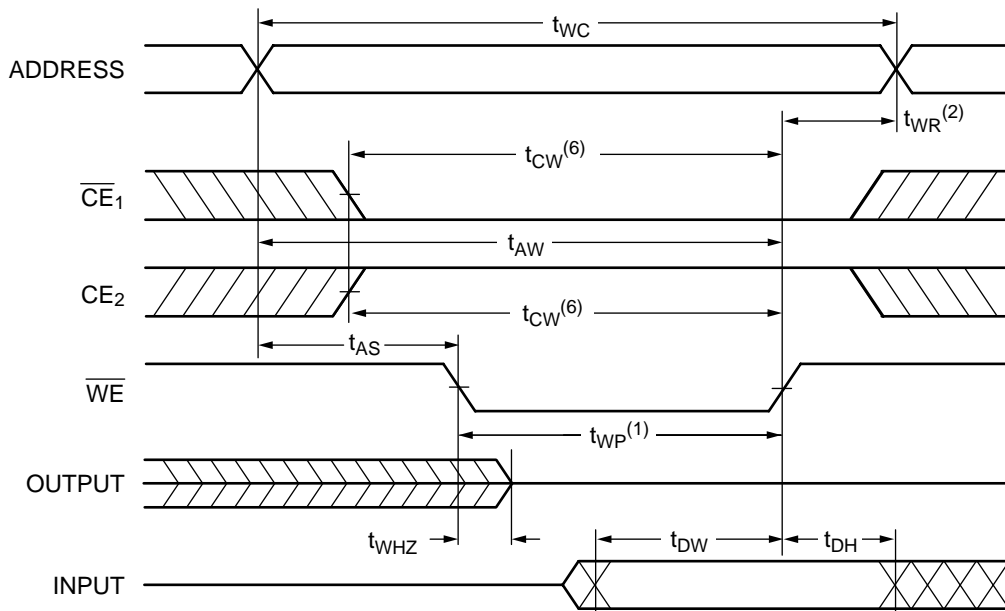 tWC
ADDRESS
tWR(2)
tCW(6)
CE1
tAW
CE2
tCW(6)
tAS
WE
tWP(1)
OUTPUT
tWHZ
tDW
tDH
INPUT